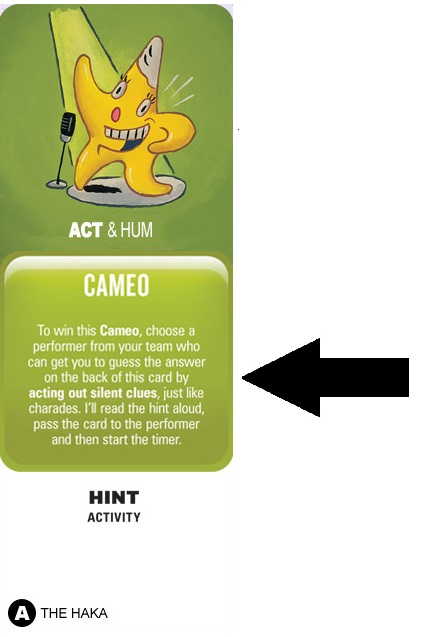 ACT & HUM
CAMEO
To win this Cameo, choose a
performer from your team who
can get you to guess the answer
on the back of this card by
acting out silent clues, just like
charades. I'll read the hint aloud,
pass the card to the performer
and then start the timer.
HINT
ACTIVITY
A THE HAKA